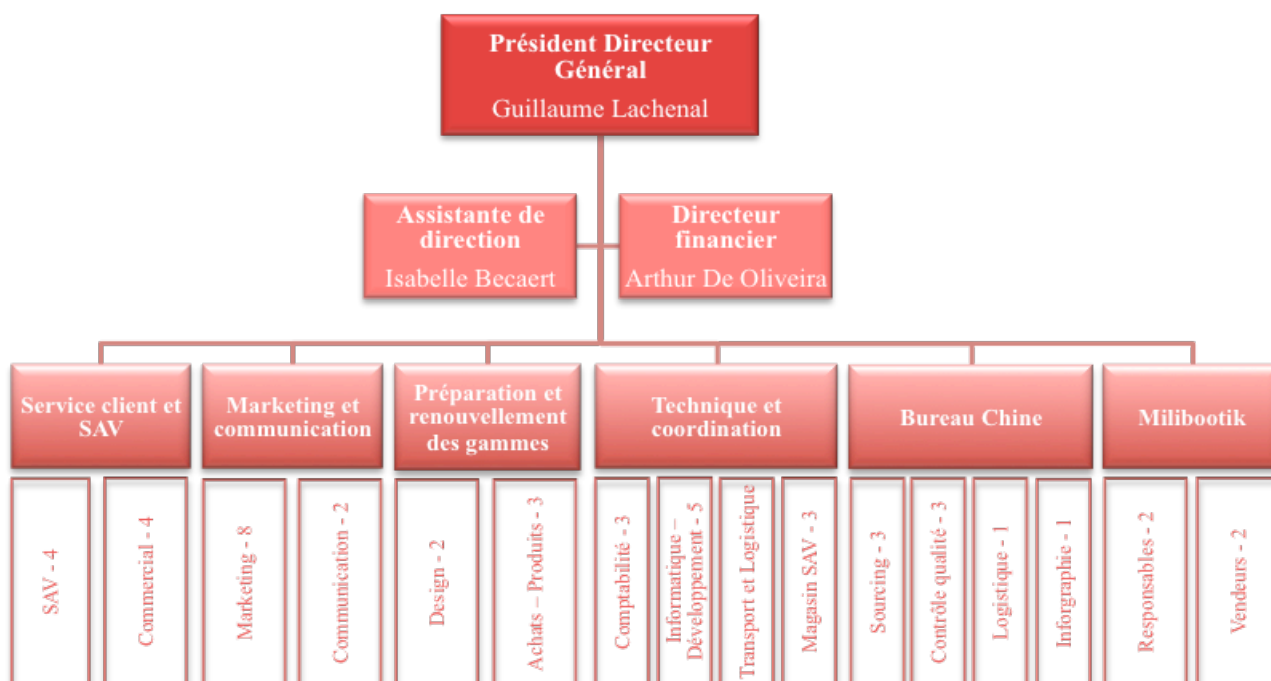 Président Directeur
Général
Guillaume Lachenal
Assistante de
direction
Isabelle Becaert
Directeur
financier
Arthur De Oliveira
Service client et
SAV
Marketing et
communication
Préparation et
renouvellement
des gammes
Technique et
coordination
Bureau Chine
Milibootik
SAV - 4
Commercial - 4
Marketing - 8
Communication - 2
Design - 2
Achats – Produits - 3
Comptabilité - 3
Informatique –
Développement - 5
Transport et Logistique
Magasin SAV - 3
Sourcing - 3
Contrôle qualité - 3
Logistique - 1
Inforgraphie - 1
Responsables - 2
Vendeurs - 2